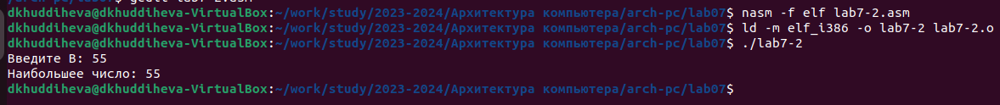 dkhuddiheva@dkhuddiheva-VirtualBox:~/work/study/2023-2024/Архитектура компьютера/arch-pc/lab07$ nasm -f elf lab7-2.asm
dkhuddiheva@dkhuddiheva-VirtualBox:~/work/study/2023-2024/Архитектура компьютера/arch-pc/lab07$ ld -m elf_i386 -o lab7-2 lab7-2.o
dkhuddiheva@dkhuddiheva-VirtualBox:~/work/study/2023-2024/Архитектура компьютера/arch-pc/lab07$ ./lab7-2
Введите В: 55
Наибольшее число: 55
dkhuddiheva@dkhuddiheva-VirtualBox:~/work/study/2023-2024/Архитектура компьютера/arch-pc/lab07$